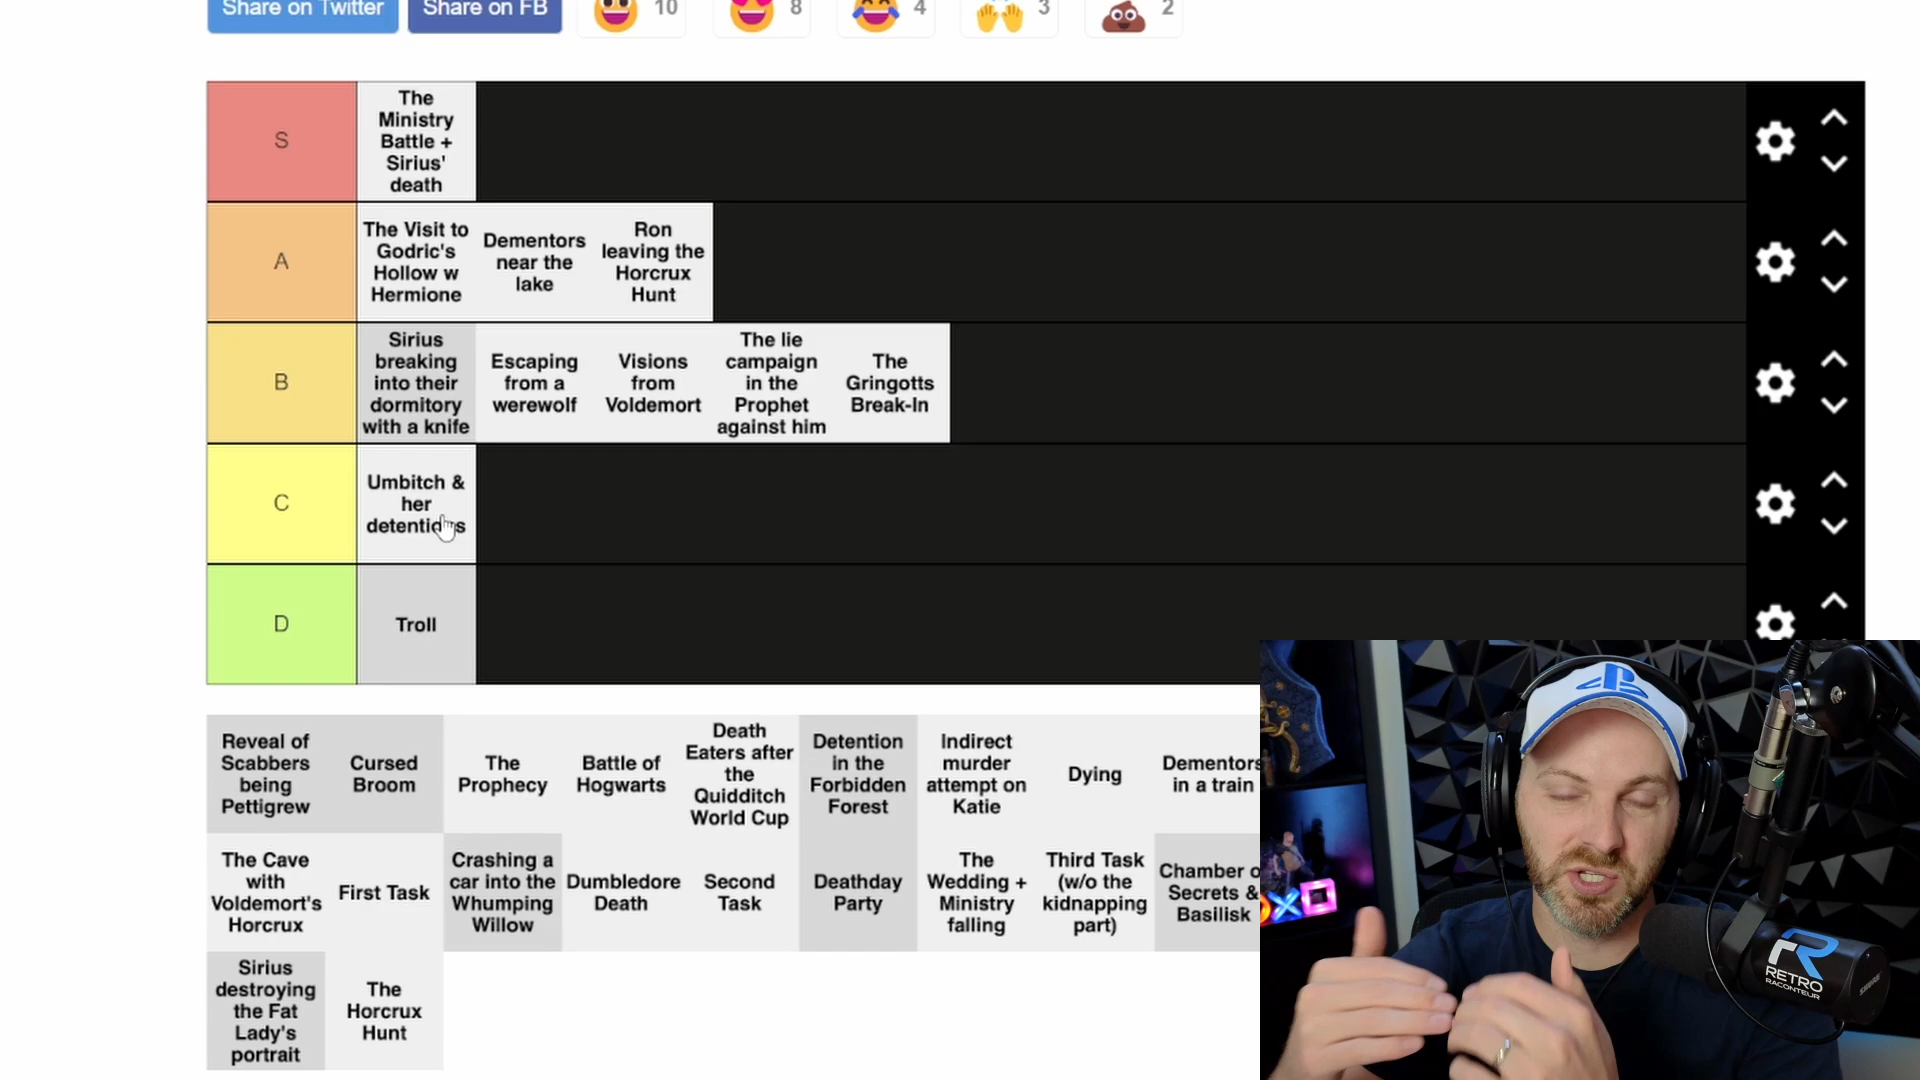 Share on Twitter
Share on FB
10
8
4
3
2
S
The
Ministry
Battle +
Sirius'
death
A
The Visit to
Godric's
Hollow w
Hermione
Dementors
near the
lake
Ron
leaving the
Horcrux
Hunt
B
Sirius
breaking
into their
dormitory
with a knife
Escaping
from a
werewolf
Visions
from
Voldemort
The lie
campaign
in the
Prophet
against him
The
Gringotts
Break-In
C
Umbitch &
her
detentions
D
Troll
Reveal of
Scabbers
being
Pettigrew
Cursed
Broom
The
Prophecy
Battle of
Hogwarts
Death
Eaters after
the
Quidditch
World Cup
Detention
in the
Forbidden
Forest
Indirect
murder
attempt on
Katie
Dying
Dementors
in a train
The Cave
with
Voldemort's
Horcrux
First Task
Crashing a
car into the
Whumping
Willow
Dumbledore
Death
Second
Task
Deathday
Party
The
Wedding +
Ministry
falling
Third Task
(w/o the
kidnapping
part)
Chamber o
Secrets &
Basilisk
Sirius
destroying
the Fat
Lady's
portrait
The
Horcrux
Hunt
RETRO
RACONTEUR
SHURE